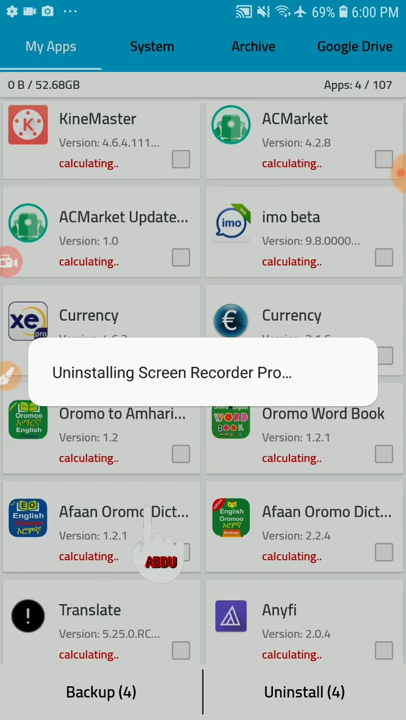 69% 6:00 PM
My Apps System Archive Google Drive
0 B / 52.68GB Apps: 4 / 107
KineMaster
Version: 4.6.4.111...
calculating..
ACMarket
Version: 4.2.8
calculating..
ACMarket Update...
Version: 1.0
calculating..
imo beta
Version: 9.8.0000...
calculating..
Currency
Currency
Uninstalling Screen Recorder Pro...
Oromo to Amhari...
Version: 1.2
calculating..
Oromo Word Book
Version: 1.2.1
calculating..
Afaan Oromo Dict...
Version: 1.2.1
calculating..
Afaan Oromo Dict...
Version: 2.2.4
calculating..
ABDU
Translate
Version: 5.25.0.RC...
calculating..
Anyfi
Version: 2.0.4
calculating..
Backup (4) Uninstall (4)